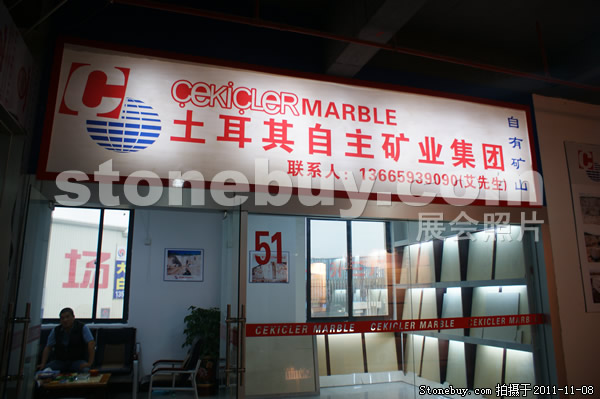 ÇEKİÇLER MARBLE
土耳其自主矿业集团
自有矿山
联系人: 13665939090(艾先生)
stonebuy.com
展会照片
场
51
CEKICLER MARBLE CEKICLER MARBLE CEKICLER MARB
Stonebuy.com 拍摄于 2011-11-08